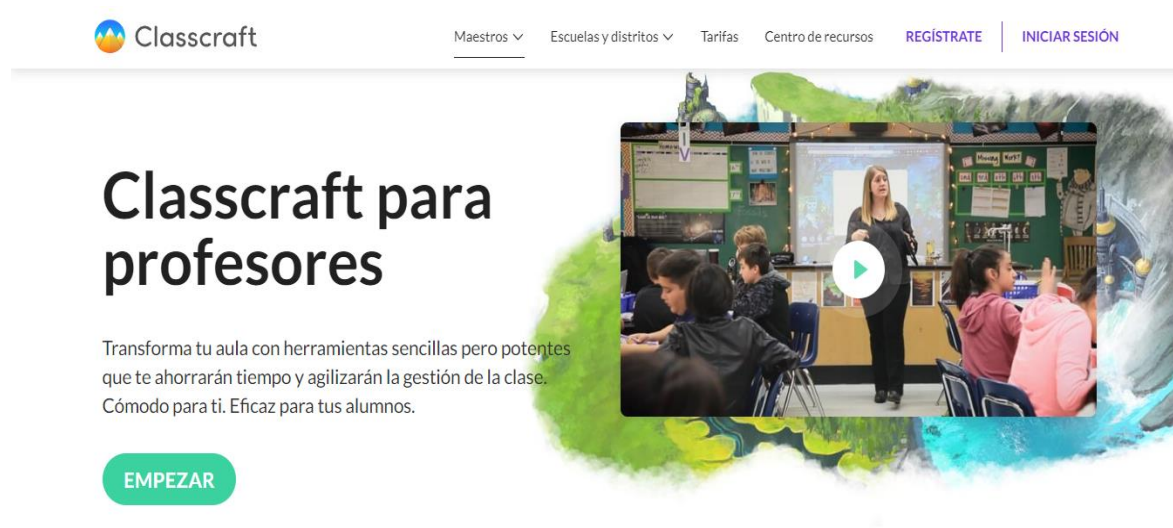 Classcraft
Maestros
Escuelas y distritos
Tarifas
Centro de recursos
REGÍSTRATE
INICIAR SESIÓN
Classcraft para
profesores
Transforma tu aula con herramientas sencillas pero potentes
que te ahorrarán tiempo y agilizarán la gestión de la clase.
Cómodo para ti. Eficaz para tus alumnos.
EMPEZAR